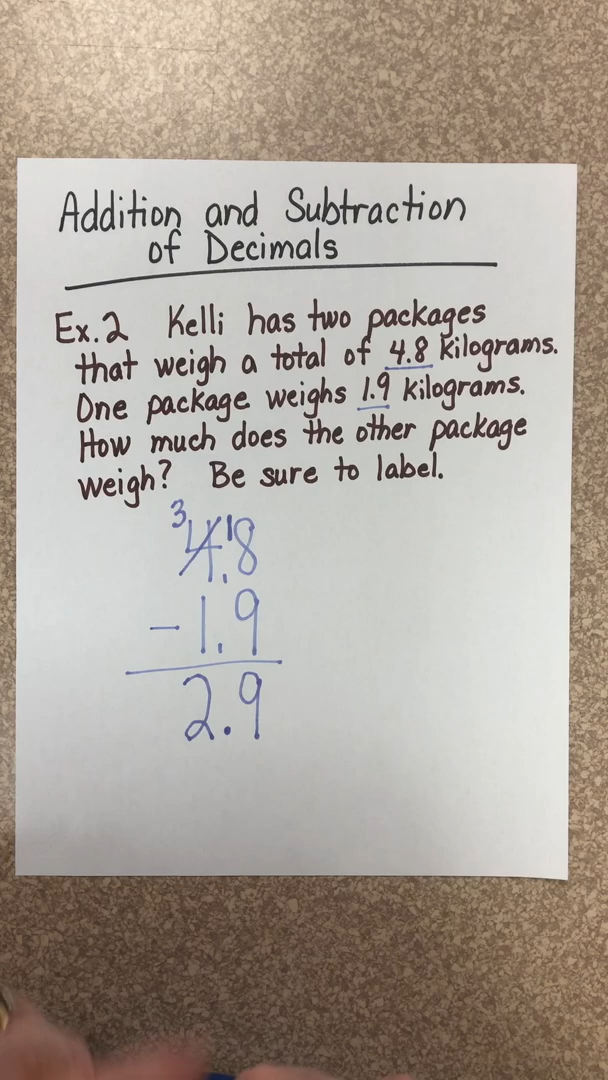 Addition and Subtraction
of Decimals
Ex. 2 Kelli has two packages
that weigh a total of 4.8 kilograms.
One package weighs 1.9 kilograms.
How much does the other package
weigh? Be sure to label.
3 1
4.8
- 1.9
2.9